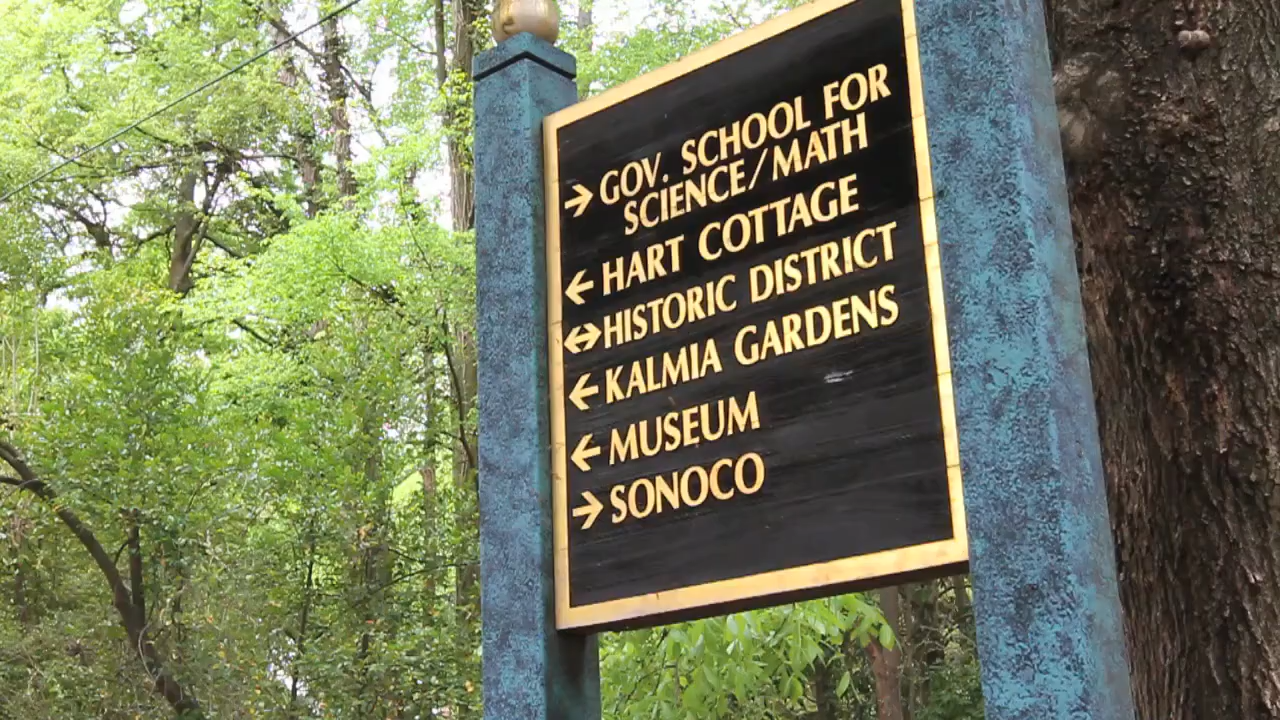 → GOV. SCHOOL FOR
SCIENCE/MATH
← HART COTTAGE
↔ HISTORIC DISTRICT
← KALMIA GARDENS
← MUSEUM
→ SONOCO